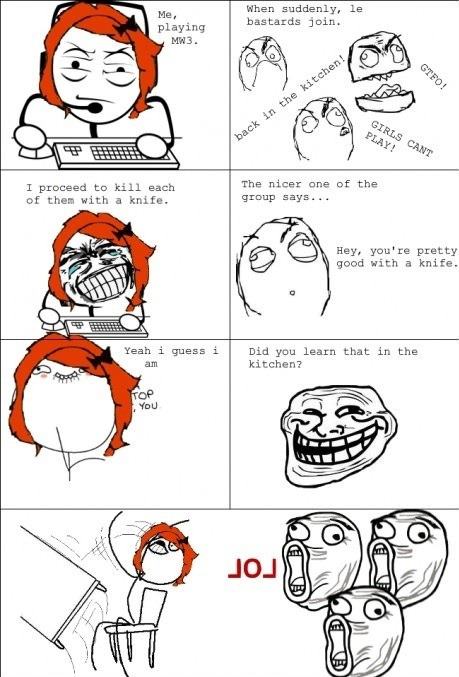 Me,
playing
MW3.
When suddenly, le
bastards join.
back in the kitchen!
GTFO!
GIRLS CANT
PLAY!
I proceed to kill each
of them with a knife.
The nicer one of the
group says...
Hey, you're pretty
good with a knife.
Yeah i guess i
am
TOP
, YOU
Did you learn that in the
kitchen?
LOL